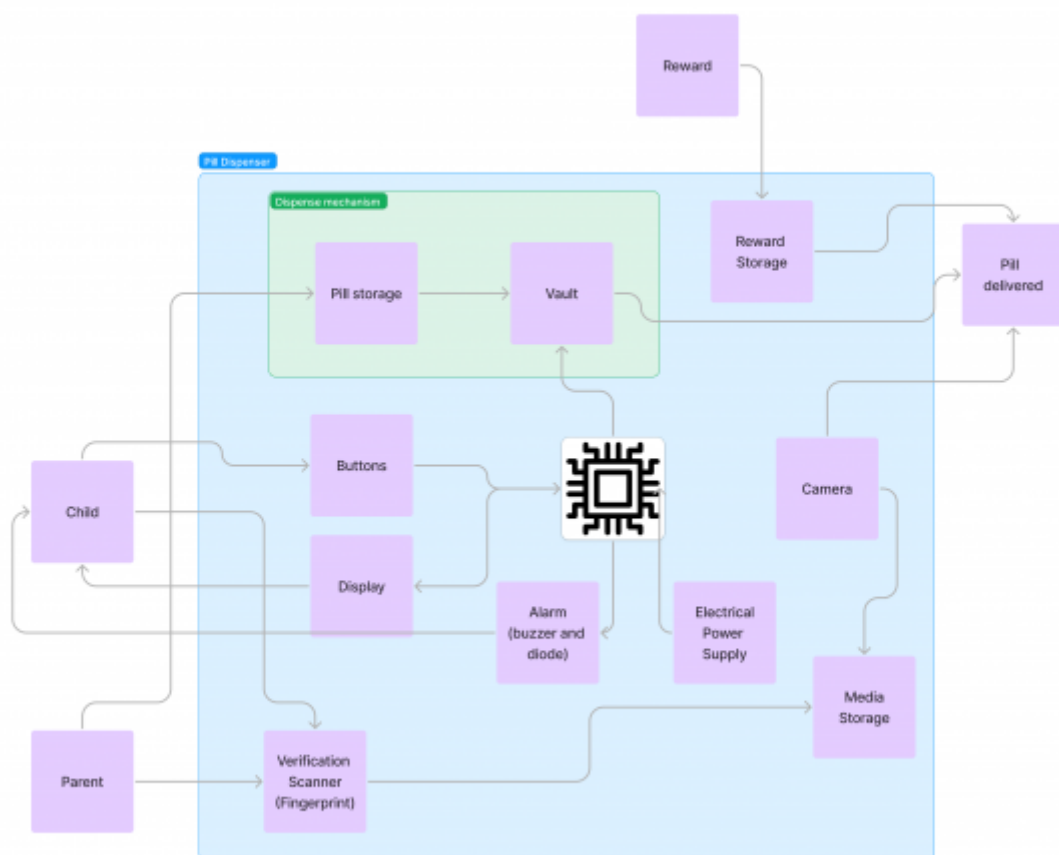 Reward
Pill Dispenser
Dispense mechanism
Reward
Storage
Pill
delivered
Pill storage
Vault
Buttons
Camera
Child
Display
Alarm
(buzzer and
diode)
Electrical
Power
Supply
Media
Storage
Verification
Scanner
(Fingerprint)
Parent